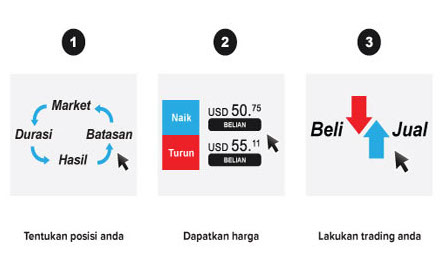 1
2
3
Market
Durasi
Batasan
Hasil
Naik
USD 50.75
BELIAN
Turun
USD 55.11
BELIAN
Beli
Jual
Tentukan posisi anda
Dapatkan harga
Lakukan trading anda